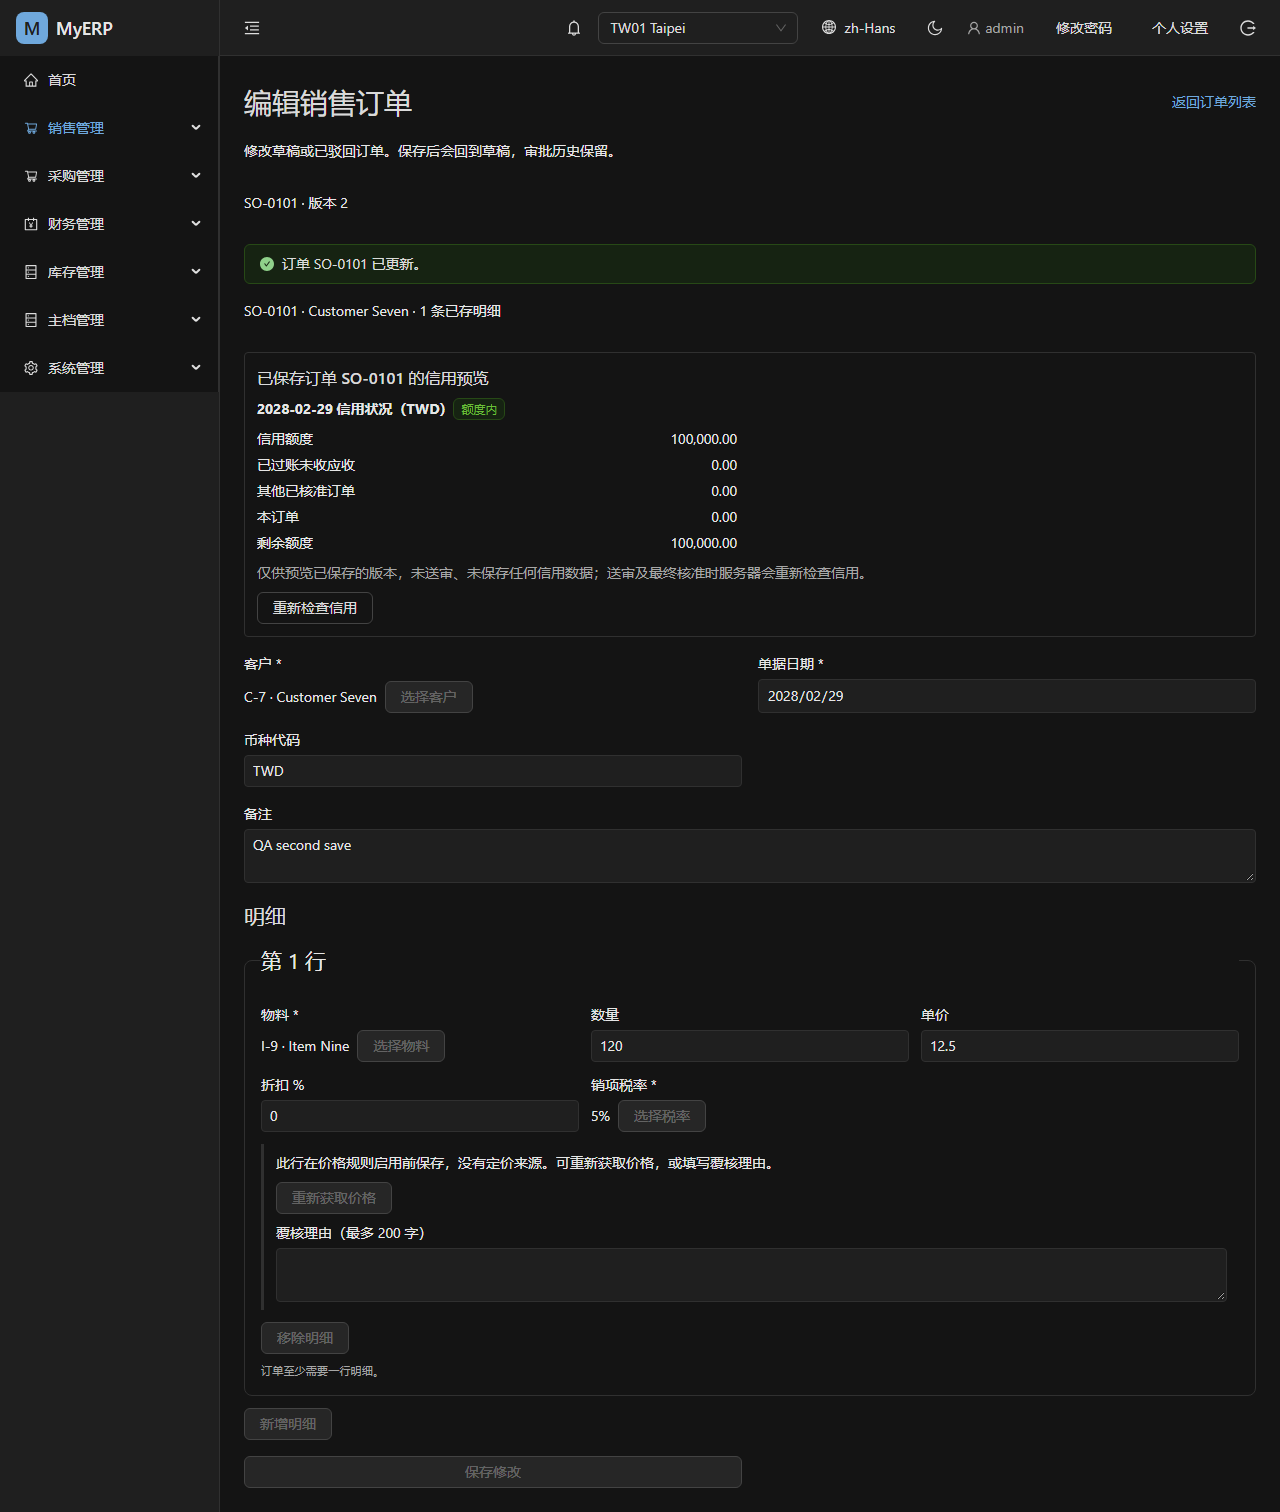 M MyERP
TW01 Taipei
zh-Hans
admin
修改密码
个人设置
首页
销售管理
采购管理
财务管理
库存管理
主档管理
系统管理
编辑销售订单
返回订单列表
修改草稿或已驳回订单。保存后会回到草稿，审批历史保留。
SO-0101 · 版本 2
订单 SO-0101 已更新。
SO-0101 · Customer Seven · 1 条已存明细
已保存订单 SO-0101 的信用预览
2028-02-29 信用状况（TWD） 额度内
信用额度 100,000.00
已过账未收应收 0.00
其他已核准订单 0.00
本订单 0.00
剩余额度 100,000.00
仅供预览已保存的版本，未送审、未保存任何信用数据；送审及最终核准时服务器会重新检查信用。
重新检查信用
客户 * 单据日期 *
C-7 · Customer Seven 选择客户 2028/02/29
币种代码
TWD
备注
QA second save
明细
第 1 行
物料 * 数量 单价
I-9 · Item Nine 选择物料 120 12.5
折扣 % 销项税率 *
0 5% 选择税率
此行在价格规则启用前保存，没有定价来源。可重新获取价格，或填写覆核理由。
重新获取价格
覆核理由（最多 200 字）
移除明细
订单至少需要一行明细。
新增明细
保存修改